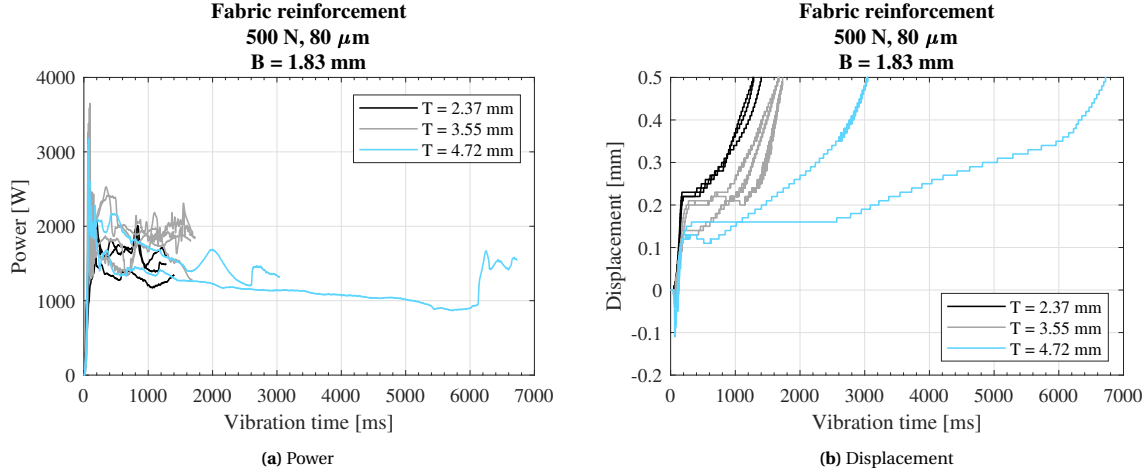 Fabric reinforcement
500 N, 80 μm
B = 1.83 mm
4000
3000
2000
1000
0
Power [W]
T = 2.37 mm
T = 3.55 mm
T = 4.72 mm
0 1000 2000 3000 4000 5000 6000 7000
Vibration time [ms]
(a) Power
Fabric reinforcement
500 N, 80 μm
B = 1.83 mm
0.5
0.4
0.3
0.2
0.1
0
-0.1
-0.2
Displacement [mm]
T = 2.37 mm
T = 3.55 mm
T = 4.72 mm
0 1000 2000 3000 4000 5000 6000 7000
Vibration time [ms]
(b) Displacement